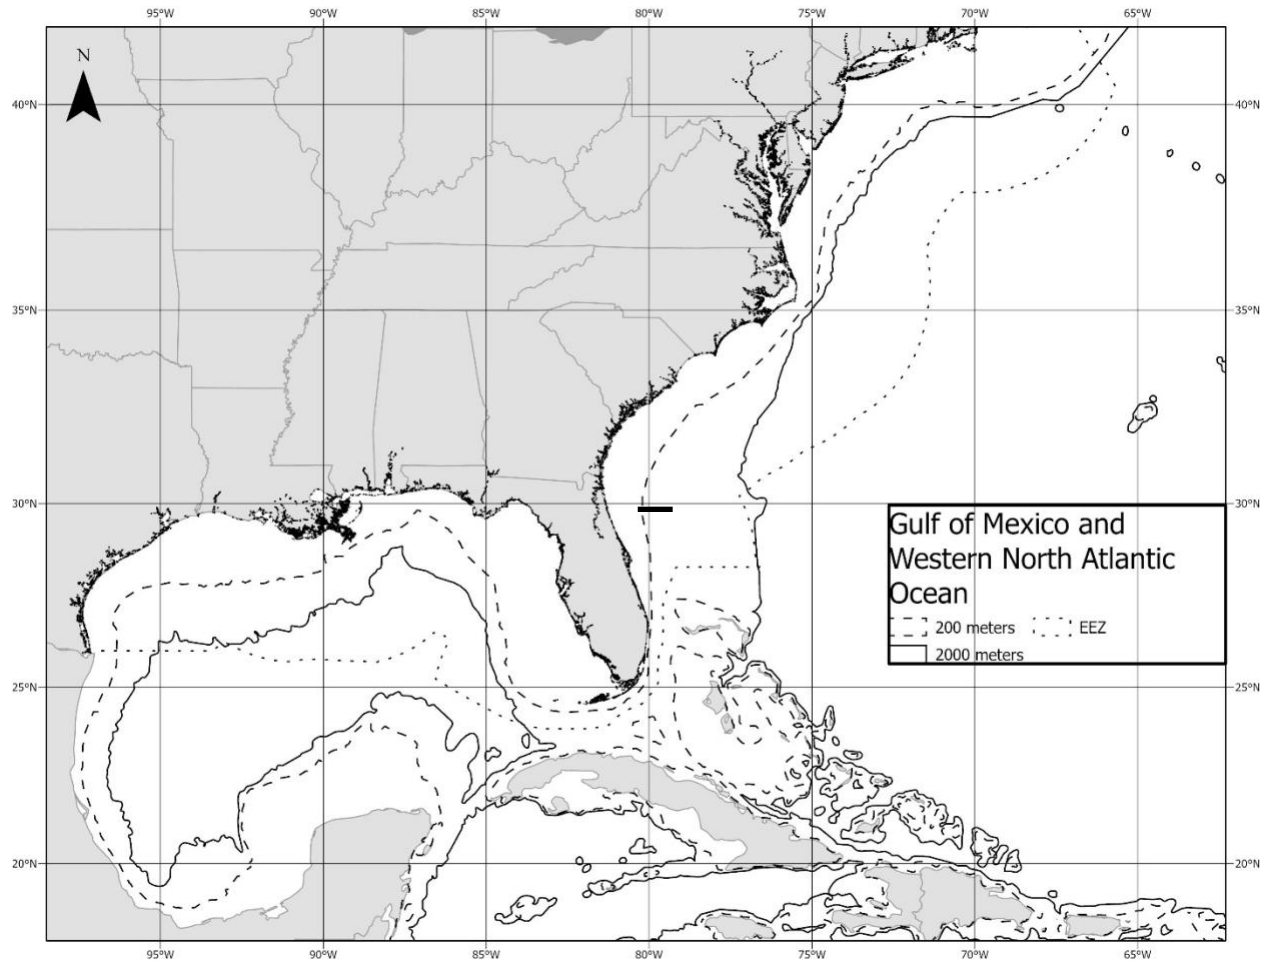 95°W 90°W 85°W 80°W 75°W 70°W 65°W
N
40°N 40°N
35°N 35°N
30°N 30°N
Gulf of Mexico and
Western North Atlantic
Ocean
200 meters EEZ
2000 meters
25°N 25°N
20°N 20°N
95°W 90°W 85°W 80°W 75°W 70°W 65°W